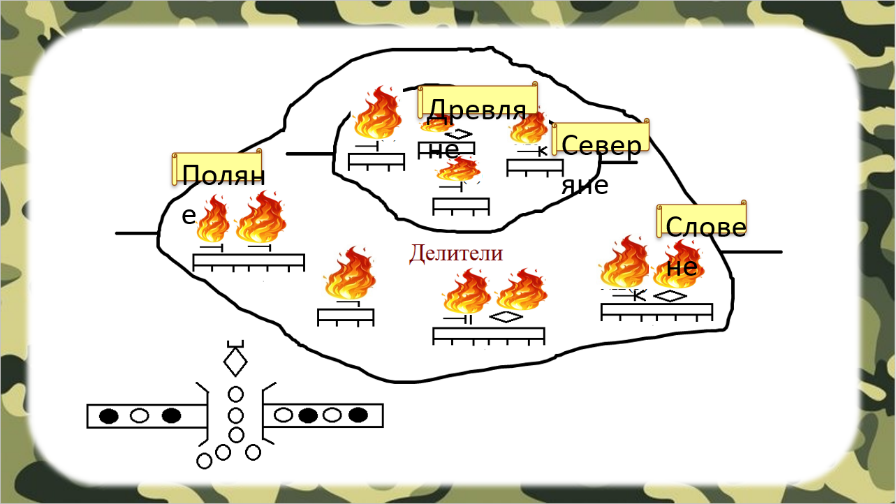 Древля
не
Север
яне
Полян
е
Слове
не
Делители